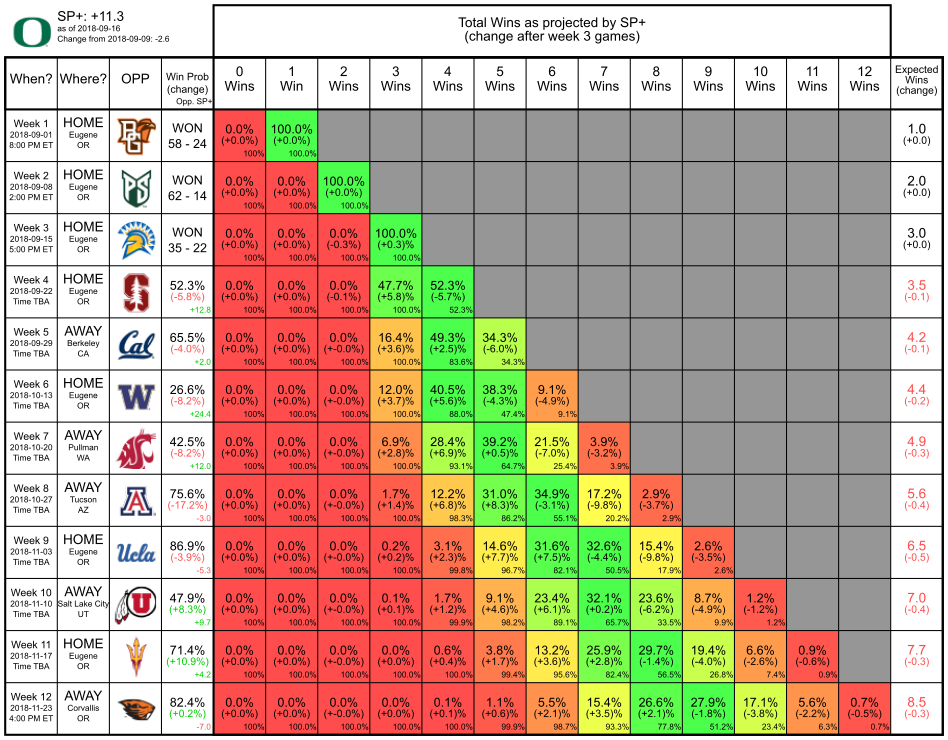 SP+: +11.3
as of 2018-09-16
Change from 2018-09-09: -2.6
Total Wins as projected by SP+
(change after week 3 games)
When? Where? OPP Win Prob (change) Opp. SP+ 0 Wins 1 Win 2 Wins 3 Wins 4 Wins 5 Wins 6 Wins 7 Wins 8 Wins 9 Wins 10 Wins 11 Wins 12 Wins Expected Wins (change)
Week 1 HOME WON 0.0% 100.0% 1.0
2018-09-01 Eugene BG (+0.0%) (+0.0%) (+0.0)
8:00 PM ET OR 58 - 24 100% 100.0%
Week 2 HOME WON 0.0% 0.0% 100.0% 2.0
2018-09-08 Eugene PS (+0.0%) (+0.0%) (+0.0%) (+0.0)
2:00 PM ET OR 62 - 14 100% 100.0% 100.0%
Week 3 HOME WON 0.0% 0.0% 0.0% 100.0% 3.0
2018-09-15 Eugene (+0.0%) (+0.0%) (-0.3%) (+0.3)% (+0.0)
5:00 PM ET OR 35 - 22 100% 100.0% 100.0% 100.0%
Week 4 HOME 52.3% 0.0% 0.0% 0.0% 47.7% 52.3% 3.5
2018-09-22 Eugene S (-5.8%) (+0.0%) (+0.0%) (-0.1%) (+5.8)% (-5.7%) (-0.1)
Time TBA OR +12.8 100% 100.0% 100.0% 100.0% 52.3%
Week 5 AWAY 65.5% 0.0% 0.0% 0.0% 16.4% 49.3% 34.3% 4.2
2018-09-29 Berkeley Cal (-4.0%) (+0.0%) (+0.0%) (+-0.0%) (+3.6)% (+2.5)% (-6.0%) (-0.1)
Time TBA CA +2.0 100% 100.0% 100.0% 100.0% 83.6% 34.3%
Week 6 HOME 26.6% 0.0% 0.0% 0.0% 12.0% 40.5% 38.3% 9.1% 4.4
2018-10-13 Eugene W (-8.2%) (+0.0%) (+0.0%) (+-0.0%) (+3.7)% (+5.6)% (-4.3%) (-4.9%) (-0.2)
Time TBA OR +24.4 100% 100.0% 100.0% 100.0% 88.0% 47.4% 9.1%
Week 7 AWAY 42.5% 0.0% 0.0% 0.0% 6.9% 28.4% 39.2% 21.5% 3.9% 4.9
2018-10-20 Pullman (-8.2%) (+0.0%) (+0.0%) (+-0.0%) (+2.8)% (+6.9)% (+0.5)% (-7.0%) (-3.2%) (-0.3)
Time TBA WA +12.0 100% 100.0% 100.0% 100.0% 93.1% 64.7% 25.4% 3.9%
Week 8 AWAY 75.6% 0.0% 0.0% 0.0% 1.7% 12.2% 31.0% 34.9% 17.2% 2.9% 5.6
2018-10-27 Tucson A (-17.2%) (+0.0%) (+0.0%) (+-0.0%) (+1.4)% (+6.8)% (+8.3)% (-3.1%) (-9.8%) (-3.7%) (-0.4)
Time TBA AZ -3.0 100% 100.0% 100.0% 100.0% 98.3% 86.2% 55.1% 20.2% 2.9%
Week 9 HOME 86.9% 0.0% 0.0% 0.0% 0.2% 3.1% 14.6% 31.6% 32.6% 15.4% 2.6% 6.5
2018-11-03 Eugene Ucla (-3.9%) (+0.0%) (+0.0%) (+-0.0%) (+0.2)% (+2.3)% (+7.7)% (+7.5)% (-4.4%) (-9.8%) (-3.5%) (-0.5)
Time TBA OR -5.3 100% 100.0% 100.0% 100.0% 99.8% 96.7% 82.1% 50.5% 17.9% 2.6%
Week 10 AWAY 47.9% 0.0% 0.0% 0.0% 0.1% 1.7% 9.1% 23.4% 32.1% 23.6% 8.7% 1.2% 7.0
2018-11-10 Salt Lake City U (+8.3%) (+0.0%) (+0.0%) (+-0.0%) (+0.1)% (+1.2)% (+4.6)% (+6.1)% (+0.2)% (-6.2%) (-4.9%) (-1.2%) (-0.4)
Time TBA UT +9.7 100% 100.0% 100.0% 100.0% 99.9% 98.2% 89.1% 65.7% 33.5% 9.9% 1.2%
Week 11 HOME 71.4% 0.0% 0.0% 0.0% 0.0% 0.6% 3.8% 13.2% 25.9% 29.7% 19.4% 6.6% 0.9% 7.7
2018-11-17 Eugene (+10.9%) (+0.0%) (+0.0%) (+-0.0%) (+0.0%) (+0.4)% (+1.7)% (+3.6)% (+2.8)% (-1.4%) (-4.0%) (-2.6%) (-0.6%) (-0.3)
Time TBA OR +4.2 100% 100.0% 100.0% 100.0% 100.0% 99.4% 95.6% 82.4% 56.5% 26.8% 7.4% 0.9%
Week 12 AWAY 82.4% 0.0% 0.0% 0.0% 0.0% 0.1% 1.1% 5.5% 15.4% 26.6% 27.9% 17.1% 5.6% 0.7% 8.5
2018-11-23 Corvallis (+0.2%) (+0.0%) (+0.0%) (+-0.0%) (+0.0%) (+0.1)% (+0.6)% (+2.1)% (+3.5)% (+2.1)% (-1.8%) (-3.8%) (-2.2%) (-0.5%) (-0.3)
4:00 PM ET OR -7.0 100% 100.0% 100.0% 100.0% 100.0% 99.9% 98.7% 93.3% 77.8% 51.2% 23.4% 6.3% 0.7%